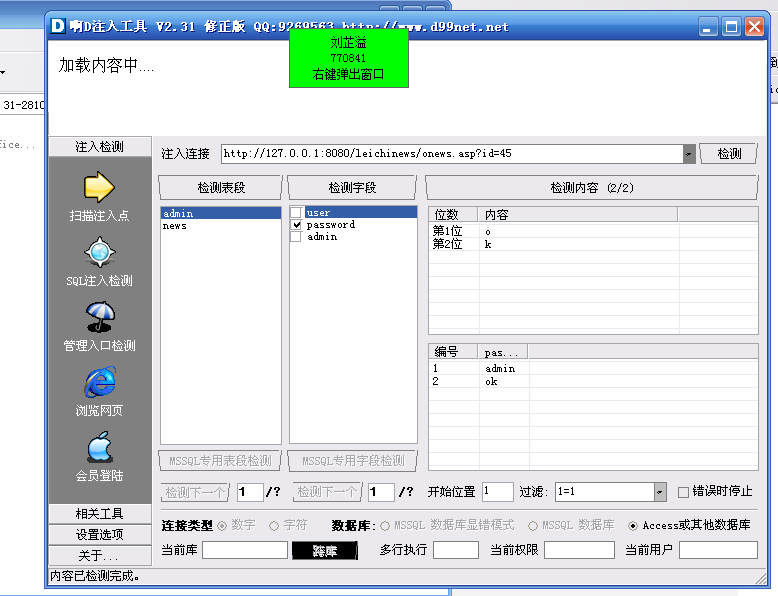 啊D注入工具 V2.31 修正版 QQ:9269563 http://www.d99net.net
刘芷溢
770841
右键弹出窗口
加载内容中....
31-2810
fice...
注入检测
扫描注入点
SQL注入检测
管理入口检测
浏览网页
会员登陆
相关工具
设置选项
关于...
注入连接 http://127.0.0.1:8080/leichinews/onews.asp?id=45 检测
检测表段 检测字段 检测内容 (2/2)
admin
news
user
password
admin
位数 内容
第1位 o
第2位 k
编号 pas...
1 admin
2 ok
MSSQL专用表段检测 MSSQL专用字段检测
检测下一个 1 /? 检测下一个 1 /? 开始位置 1 过滤: 1=1 错误时停止
连接类型 数字 字符 数据库: MSSQL 数据库显错模式 MSSQL 数据库 Access或其他数据库
当前库 跨库 多行执行 当前权限 当前用户
内容已检测完成。